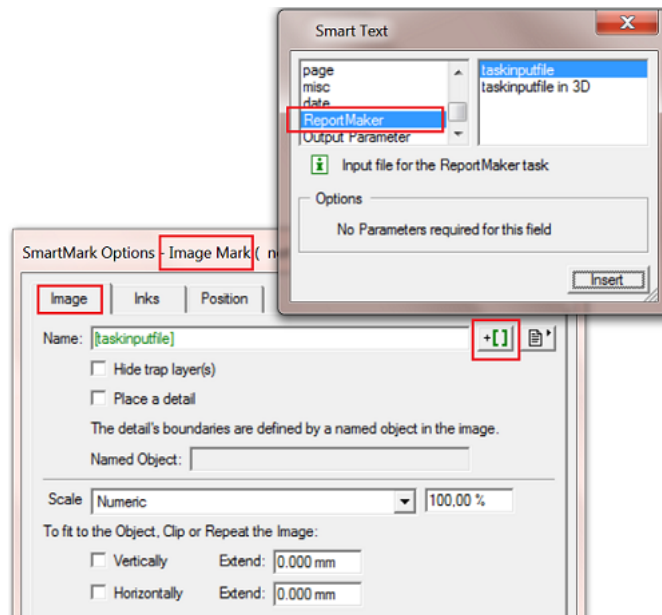 Smart Text
page
misc
date
ReportMaker
Output Parameter
taskinputfile
taskinputfile in 3D
Input file for the ReportMaker task
Options
No Parameters required for this field
Insert
SmartMark Options - Image Mark (
Image
Inks
Position
Name: [taskinputfile]
+[]
Hide trap layer(s)
Place a detail
The detail's boundaries are defined by a named object in the image.
Named Object:
Scale Numeric 100,00 %
To fit to the Object, Clip or Repeat the Image:
Vertically Extend: 0.000 mm
Horizontally Extend: 0.000 mm